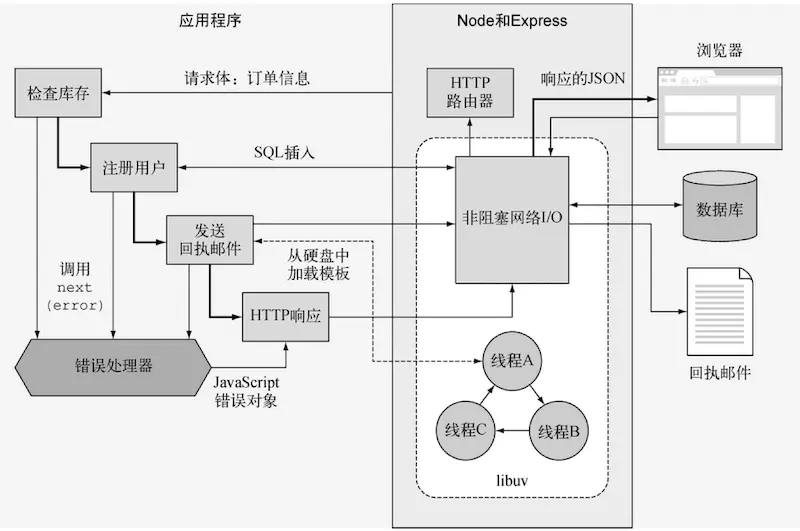 应用程序
Node和Express
浏览器
检查库存
请求体：订单信息
HTTP
路由器
响应的JSON
注册用户
SQL插入
非阻塞网络I/O
数据库
发送
回执邮件
从硬盘中
加载模板
调用
next
(error)
HTTP响应
错误处理器
JavaScript
错误对象
线程A
线程C
线程B
libuv
回执邮件